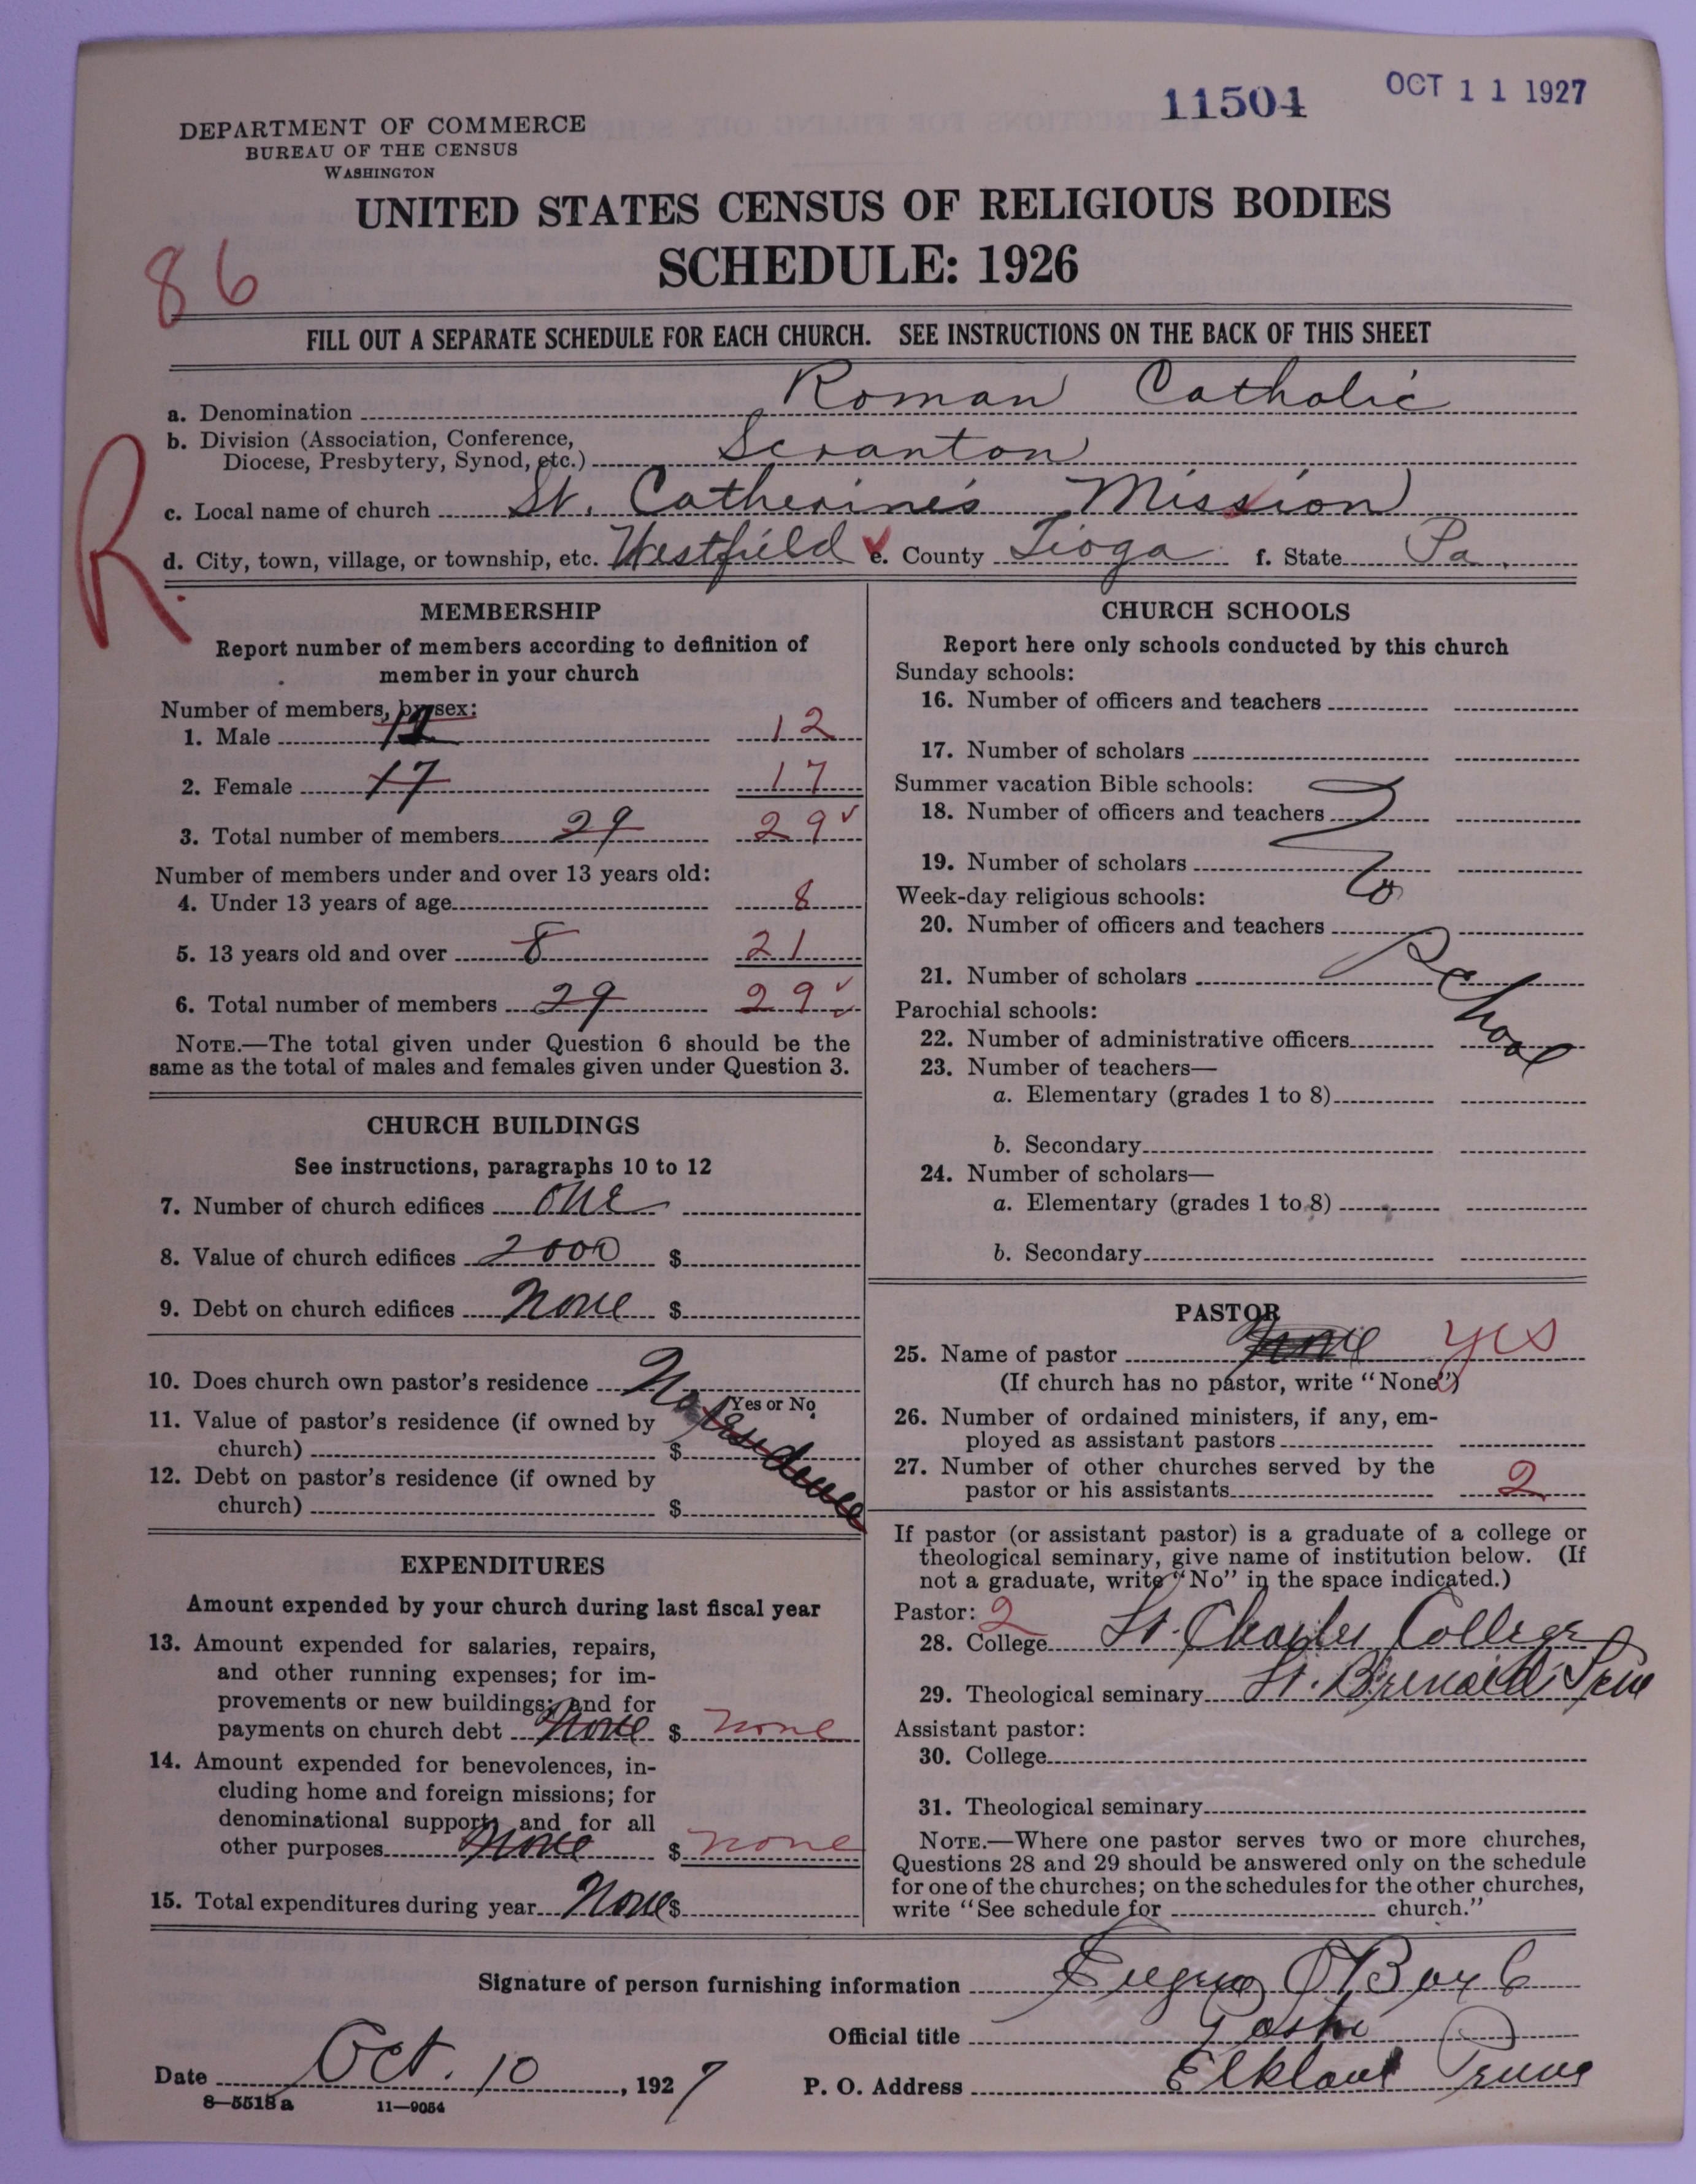 11504
OCT 11 1927
DEPARTMENT OF COMMERCE
BUREAU OF THE CENSUS
WASHINGTON
UNITED STATES CENSUS OF RELIGIOUS BODIES
SCHEDULE: 1926
86
FILL OUT A SEPARATE SCHEDULE FOR EACH CHURCH. SEE INSTRUCTIONS ON THE BACK OF THIS SHEET
R.
a. Denomination Roman Catholic
b. Division (Association, Conference,
Diocese, Presbytery, Synod, etc.) Scranton
c. Local name of church St. Catherine's Mission
d. City, town, village, or township, etc. Westfield e. County Tioga f. State Pa.
MEMBERSHIP
Report number of members according to definition of
member in your church
Number of members, by sex:
1. Male 12 12
2. Female 17 17
3. Total number of members 29 29 ✓
Number of members under and over 13 years old:
4. Under 13 years of age 8
5. 13 years old and over 8 21
6. Total number of members 29 29 ✓
NOTE.—The total given under Question 6 should be the
same as the total of males and females given under Question 3.
CHURCH BUILDINGS
See instructions, paragraphs 10 to 12
7. Number of church edifices one
8. Value of church edifices 2000 $
9. Debt on church edifices none $
10. Does church own pastor's residence No residence
Yes or No
11. Value of pastor's residence (if owned by
church) $
12. Debt on pastor's residence (if owned by
church) $
EXPENDITURES
Amount expended by your church during last fiscal year
13. Amount expended for salaries, repairs,
and other running expenses; for im-
provements or new buildings; and for
payments on church debt None $ none
14. Amount expended for benevolences, in-
cluding home and foreign missions; for
denominational support; and for all
other purposes None $ none
15. Total expenditures during year None $
CHURCH SCHOOLS
Report here only schools conducted by this church
Sunday schools:
16. Number of officers and teachers
17. Number of scholars
Summer vacation Bible schools:
18. Number of officers and teachers
19. Number of scholars
Week-day religious schools:
20. Number of officers and teachers
21. Number of scholars
School
Parochial schools:
22. Number of administrative officers
23. Number of teachers—
a. Elementary (grades 1 to 8)
b. Secondary
24. Number of scholars—
a. Elementary (grades 1 to 8)
b. Secondary
PASTOR
25. Name of pastor None yes
(If church has no pastor, write "None")
26. Number of ordained ministers, if any, em-
ployed as assistant pastors
27. Number of other churches served by the
pastor or his assistants 2
If pastor (or assistant pastor) is a graduate of a college or
theological seminary, give name of institution below. (If
not a graduate, write "No" in the space indicated.)
Pastor: 2
28. College St. Charles College
29. Theological seminary St.
Assistant pastor:
30. College
31. Theological seminary
NOTE.—Where one pastor serves two or more churches,
Questions 28 and 29 should be answered only on the schedule
for one of the churches; on the schedules for the other churches,
write "See schedule for church."
Signature of person furnishing information
Official title
Date Oct. 10, 1927
P. O. Address Elkland Penna
8—5518a 11—9054